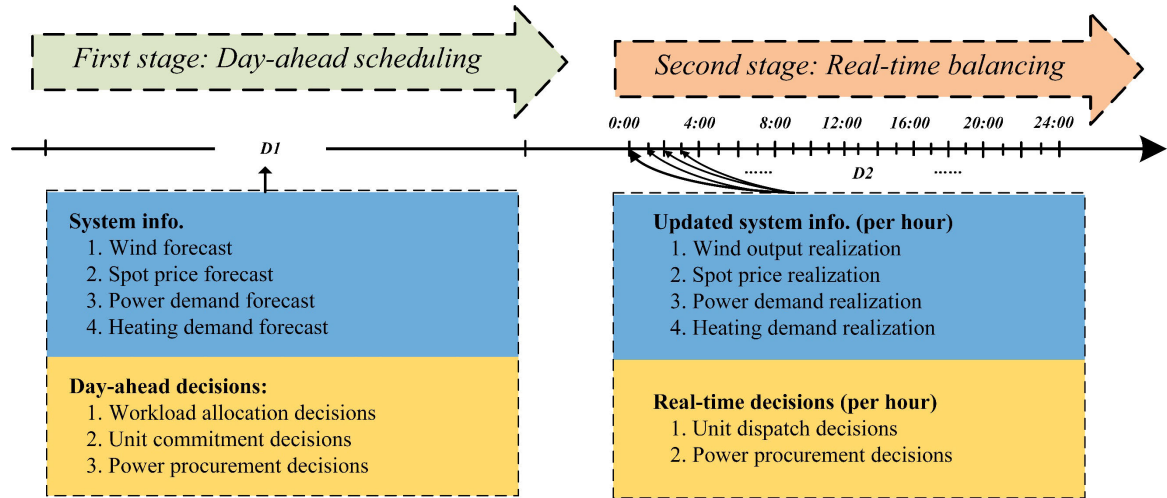 First stage: Day-ahead scheduling
Second stage: Real-time balancing
0:00 4:00 8:00 12:00 16:00 20:00 24:00
D1
...... D2 ......
System info.
1. Wind forecast
2. Spot price forecast
3. Power demand forecast
4. Heating demand forecast
Day-ahead decisions:
1. Workload allocation decisions
2. Unit commitment decisions
3. Power procurement decisions
Updated system info. (per hour)
1. Wind output realization
2. Spot price realization
3. Power demand realization
4. Heating demand realization
Real-time decisions (per hour)
1. Unit dispatch decisions
2. Power procurement decisions